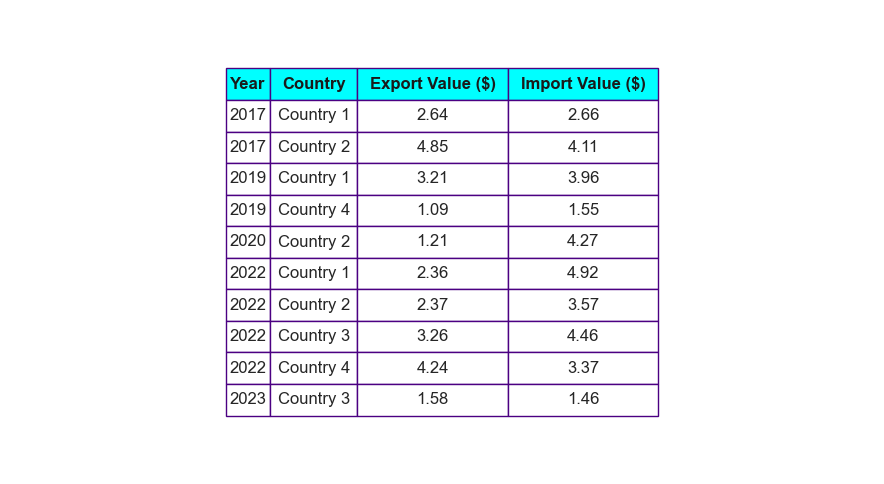 Year Country Export Value ($) Import Value ($)
2017 Country 1 2.64 2.66
2017 Country 2 4.85 4.11
2019 Country 1 3.21 3.96
2019 Country 4 1.09 1.55
2020 Country 2 1.21 4.27
2022 Country 1 2.36 4.92
2022 Country 2 2.37 3.57
2022 Country 3 3.26 4.46
2022 Country 4 4.24 3.37
2023 Country 3 1.58 1.46